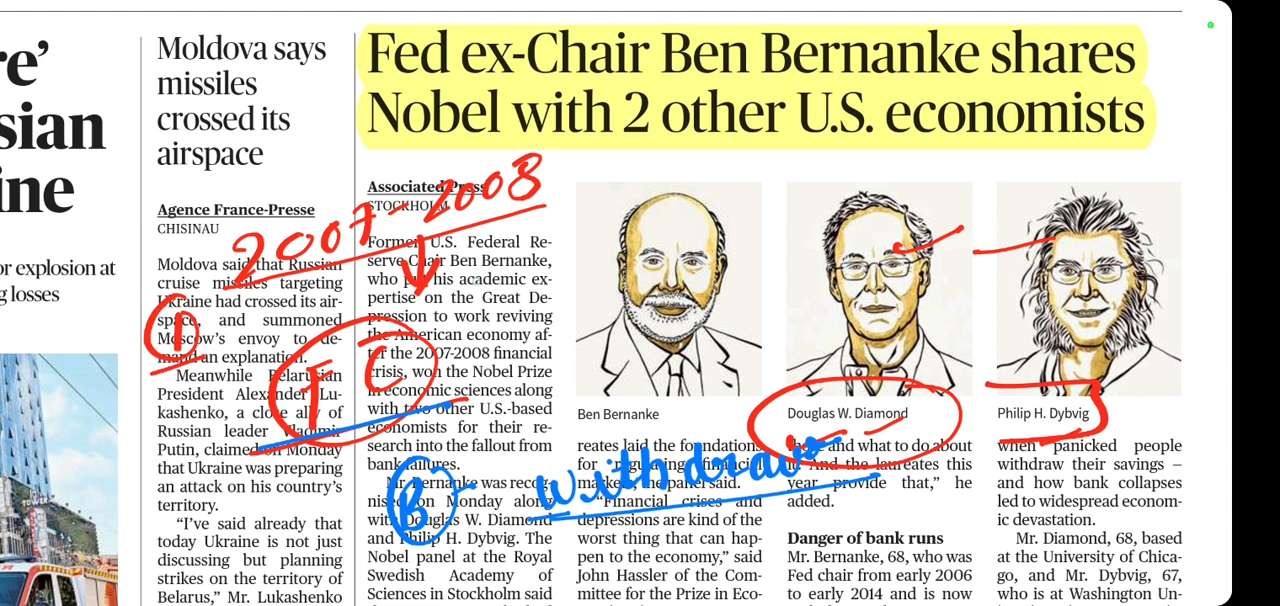 re’
sian
ine
or explosion at
g losses
Moldova says
missiles
crossed its
airspace
Agence France-Presse
CHISINAU
Moldova said that Russian
cruise missiles targeting
Ukraine had crossed its air-
space, and summoned
Moscow’s envoy to de-
mand an explanation.
Meanwhile Belarusian
President Alexander Lu-
kashenko, a close ally of
Russian leader Vladimir
Putin, claimed on Monday
that Ukraine was preparing
an attack on his country’s
territory.
“I’ve said already that
today Ukraine is not just
discussing but planning
strikes on the territory of
Belarus,” Mr. Lukashenko
Fed ex-Chair Ben Bernanke shares
Nobel with 2 other U.S. economists
Associated Press
STOCKHOLM
Former U.S. Federal Re-
serve Chair Ben Bernanke,
who put his academic ex-
pertise on the Great De-
pression to work reviving
the American economy af-
ter the 2007-2008 financial
crisis, won the Nobel Prize
in economic sciences along
with two other U.S.-based
economists for their re-
search into the fallout from
bank failures.
Mr. Bernanke was recog-
nised on Monday along
with Douglas W. Diamond
and Philip H. Dybvig. The
Nobel panel at the Royal
Swedish Academy of
Sciences in Stockholm said
Ben Bernanke
Douglas W. Diamond
Philip H. Dybvig
reates laid the foundations
for regulating financial
markets, the panel said.
“Financial crises and
depressions are kind of the
worst thing that can hap-
pen to the economy,” said
John Hassler of the Com-
mittee for the Prize in Eco-
and what to do about
it. And the laureates this
year provide that,” he
added.
Danger of bank runs
Mr. Bernanke, 68, who was
Fed chair from early 2006
to early 2014 and is now
when panicked people
withdraw their savings –
and how bank collapses
led to widespread econom-
ic devastation.
Mr. Diamond, 68, based
at the University of Chica-
go, and Mr. Dybvig, 67,
who is at Washington Un-
2007-2008
1
F C
B - withdraw